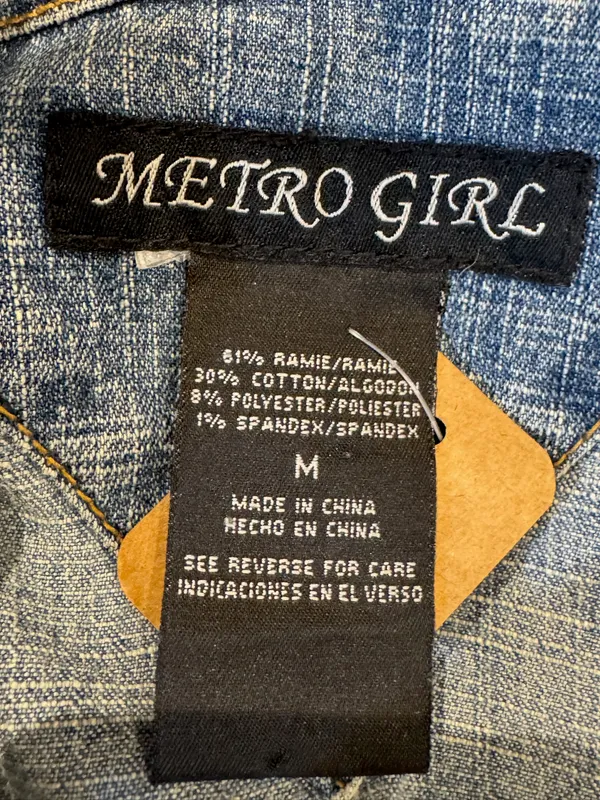 METRO GIRL
61% RAMIE/RAMIE
30% COTTON/ALGODON
8% POLYESTER/POLIESTER
1% SPANDEX/SPANDEX
M
MADE IN CHINA
HECHO EN CHINA
SEE REVERSE FOR CARE
INDICACIONES EN EL VERSO